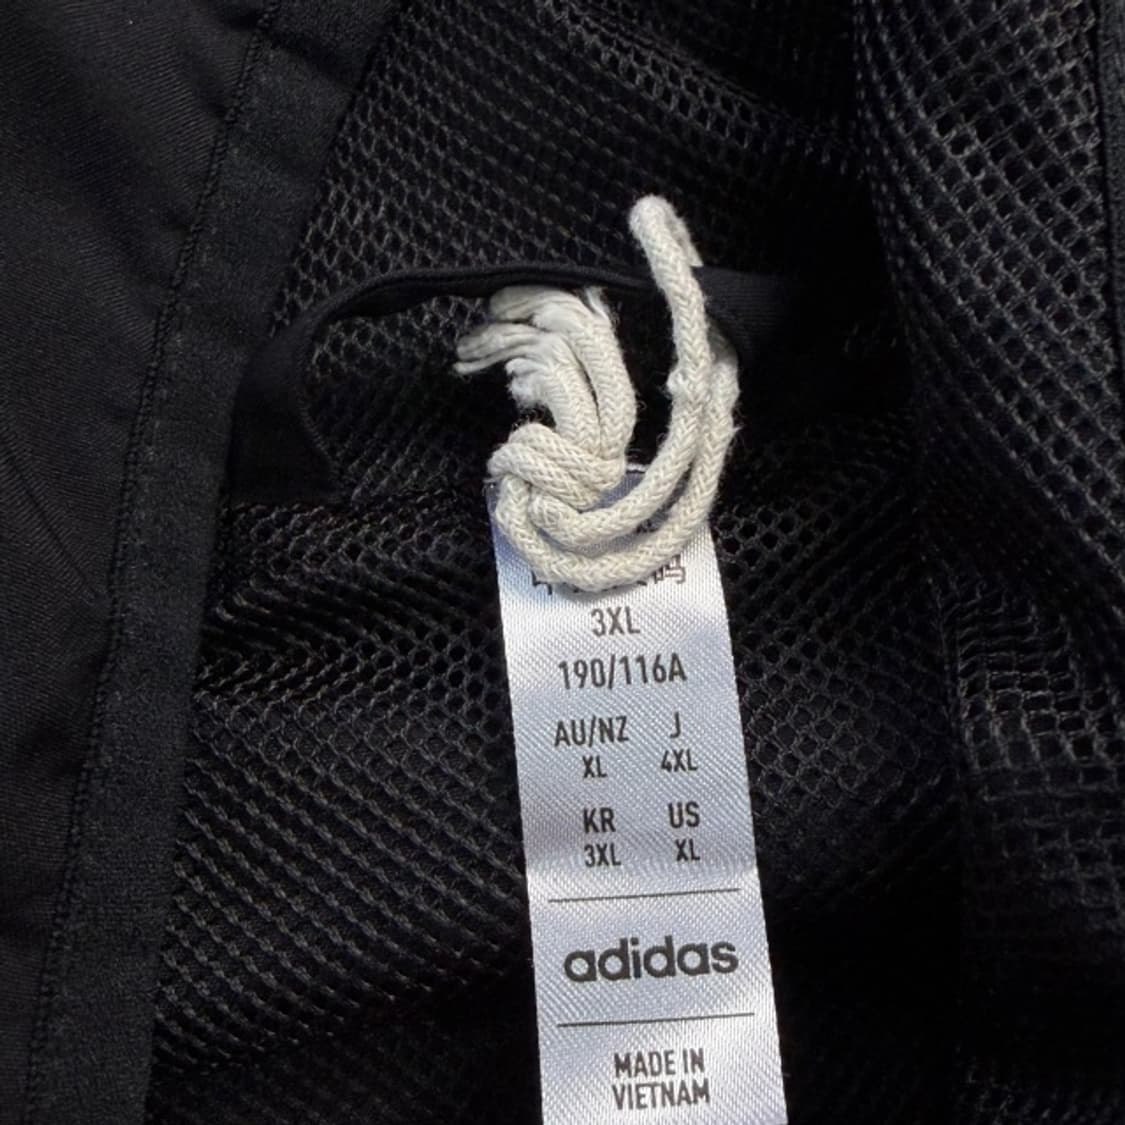 3XL
190/116A
AU/NZ J
XL 4XL
KR US
3XL XL
adidas
MADE IN
VIETNAM